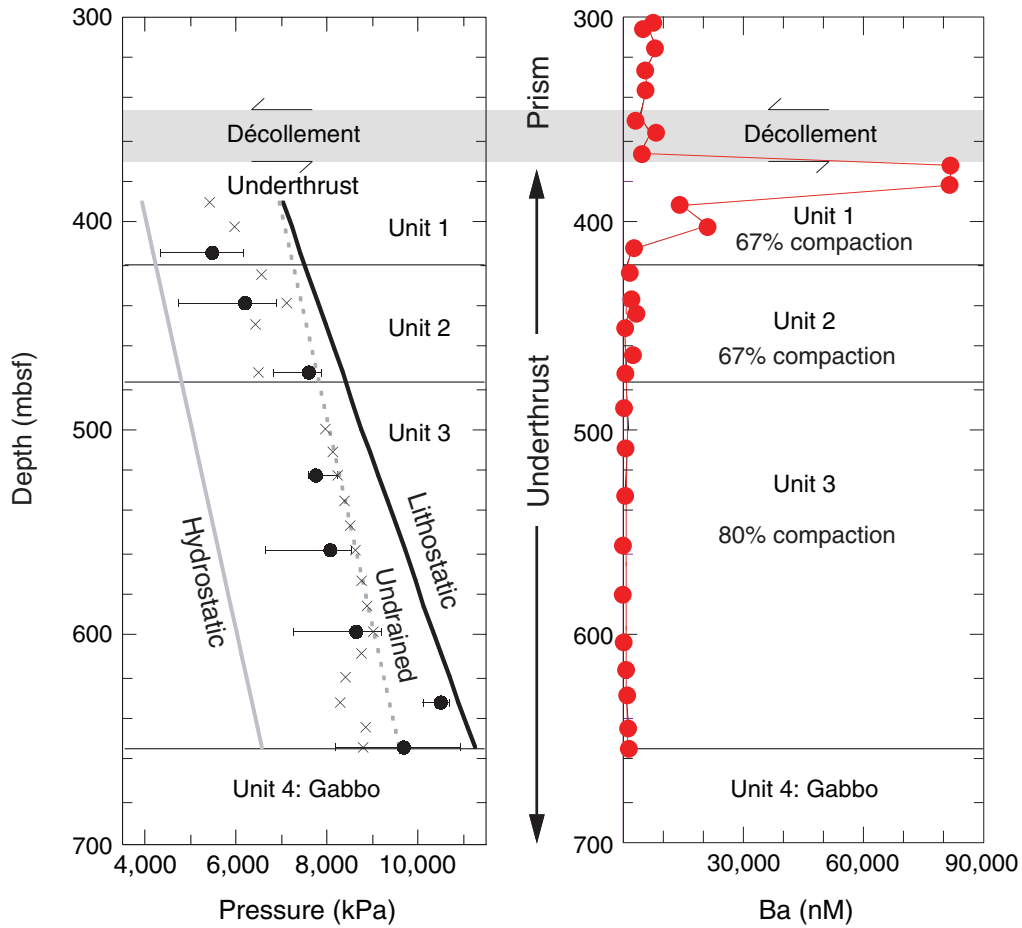 300
400
500
600
700
Depth (mbsf)
4,000
6,000
8,000
10,000
Pressure (kPa)
Décollement
Underthrust
Unit 1
Unit 2
Unit 3
Hydrostatic
Undrained
Lithostatic
Unit 4: Gabbo
Prism
Underthrust
300
400
500
600
700
Décollement
Unit 1
67% compaction
Unit 2
67% compaction
Unit 3
80% compaction
Unit 4: Gabbo
30,000
60,000
90,000
Ba (nM)